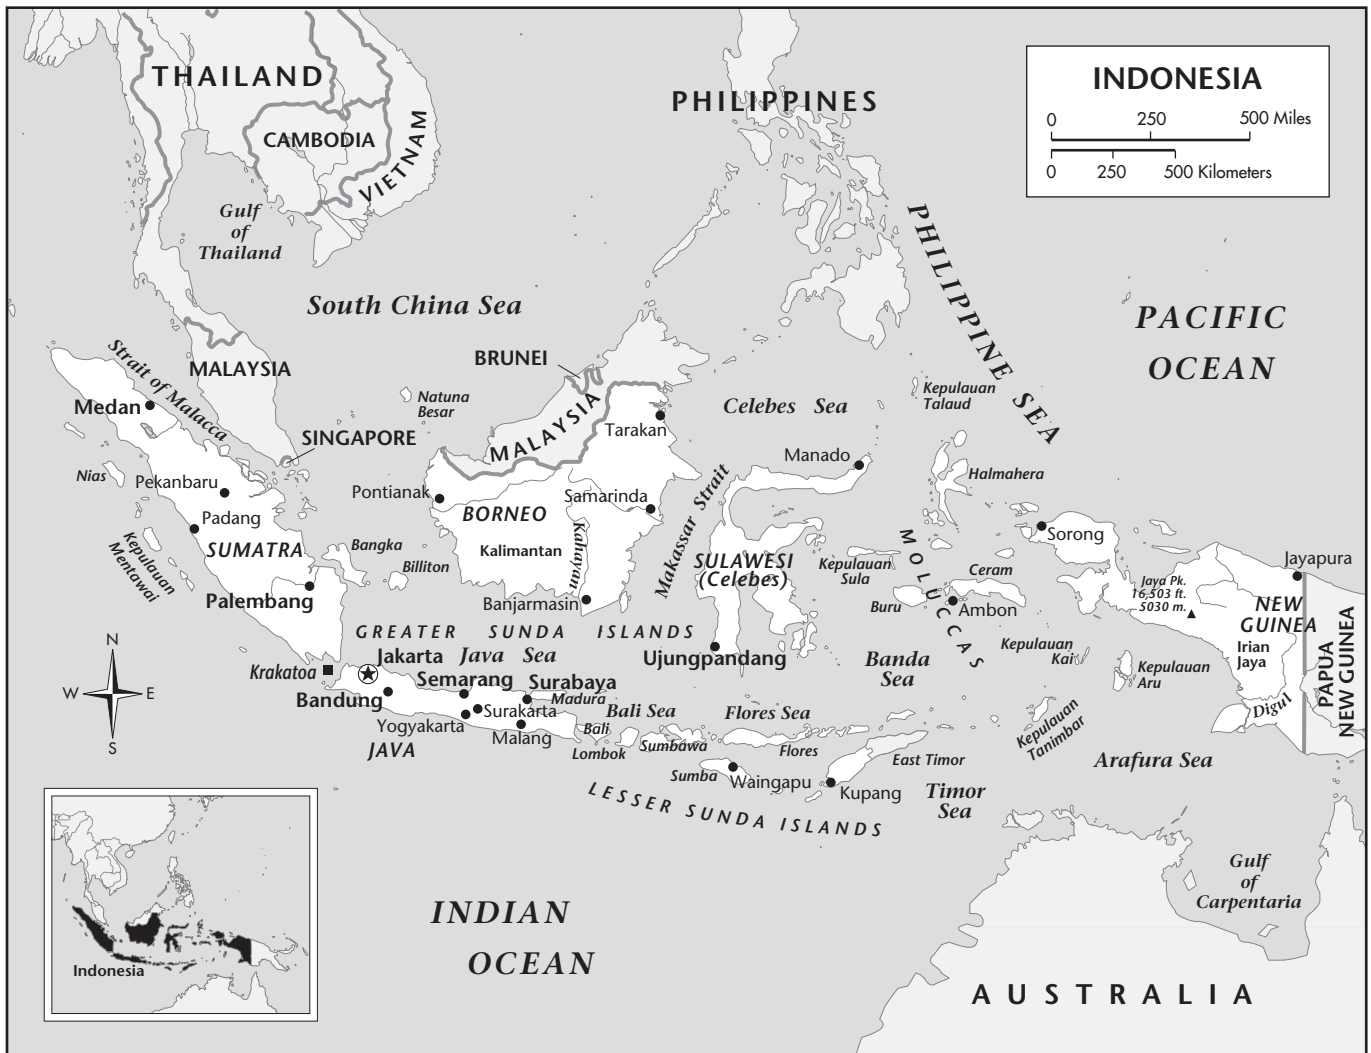 INDONESIA
0 250 500 Miles
0 250 500 Kilometers
THAILAND
PHILIPPINES
CAMBODIA
VIETNAM
Gulf
of
Thailand
PHILIPPINE SEA
South China Sea
PACIFIC
OCEAN
MALAYSIA
Strait of Malacca
BRUNEI
MALAYSIA
Natuna
Besar
Kepulauan
Talaud
Celebes Sea
Medan
SINGAPORE
Tarakan
Manado
Halmahera
Nias
Pekanbaru
Pontianak
Samarinda
Makassar Strait
Padang
BORNEO
Sorong
Kepulauan
Mentawai
SUMATRA
Bangka
Kalimantan
Kahayan
SULAWESI
(Celebes)
Kepulauan
Sula
MOLUCCAS
Ceram
Jayapura
Billiton
Jaya Pk.
16,503 ft.
5030 m.
Palembang
Banjarmasin
Buru
Ambon
NEW
GUINEA
GREATER SUNDA ISLANDS
Irian
Jaya
PAPUA
NEW GUINEA
Krakatoa
Jakarta
Java Sea
Ujungpandang
Banda
Sea
Kepulauan
Kai
Kepulauan
Aru
Semarang
Surabaya
Bandung
Madura
Surakarta
Bali Sea
Flores Sea
Kepulauan
Tanimbar
Digul
Yogyakarta
Malang
Bali
JAVA
Lombok
Sumbawa
Flores
East Timor
Arafura Sea
Sumba
Waingapu
Kupang
Timor
Sea
LESSER SUNDA ISLANDS
N
W E
S
Gulf
of
Carpentaria
INDIAN
OCEAN
Indonesia
AUSTRALIA